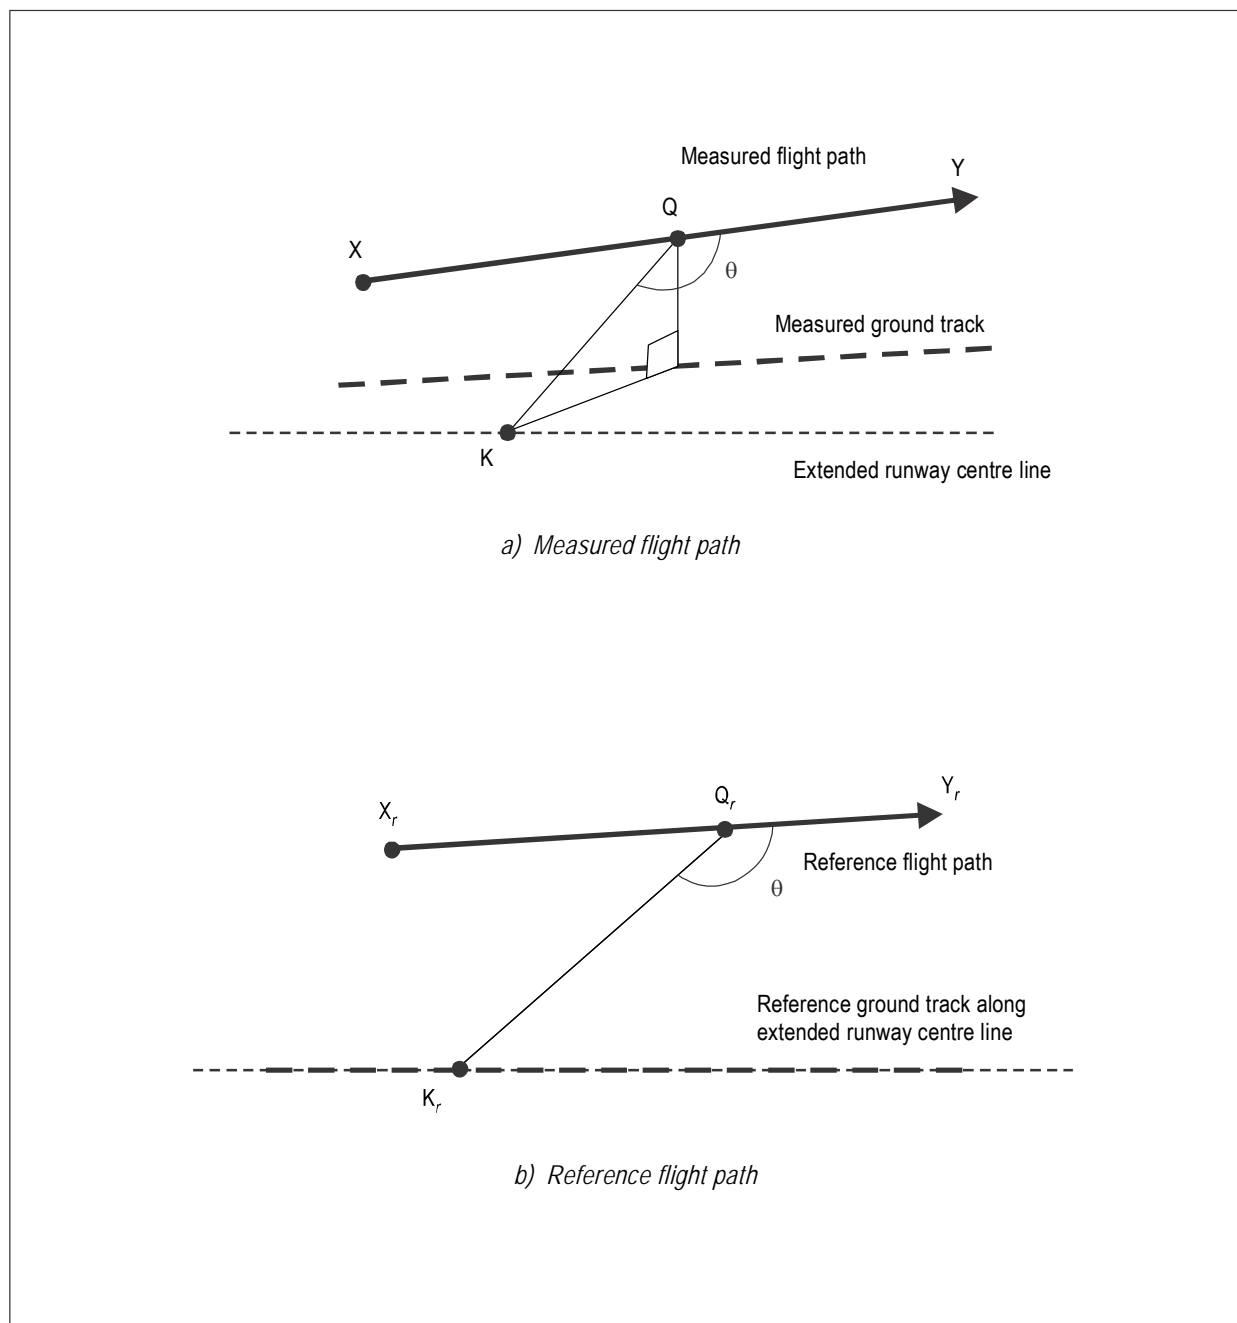 Measured flight path
Y
Q
X
θ
Measured ground track
K
Extended runway centre line
a) Measured flight path
Qr
Yr
Xr
Reference flight path
θ
Reference ground track along
extended runway centre line
Kr
b) Reference flight path